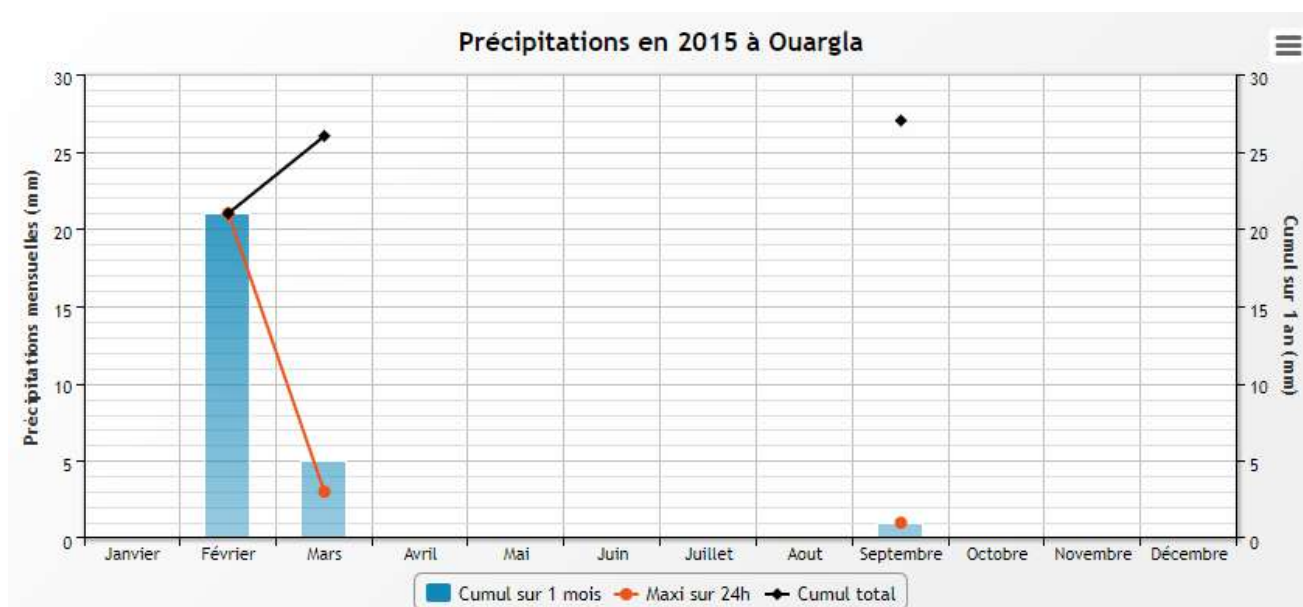 Précipitations en 2015 à Ouargla
Précipitations mensuelles (mm)
30
25
20
15
10
5
0
30
25
20
15
10
5
0
Cumul sur 1 an (mm)
Janvier Février Mars Avril Mai Juin Juillet Aout Septembre Octobre Novembre Décembre
Cumul sur 1 mois Maxi sur 24h Cumul total